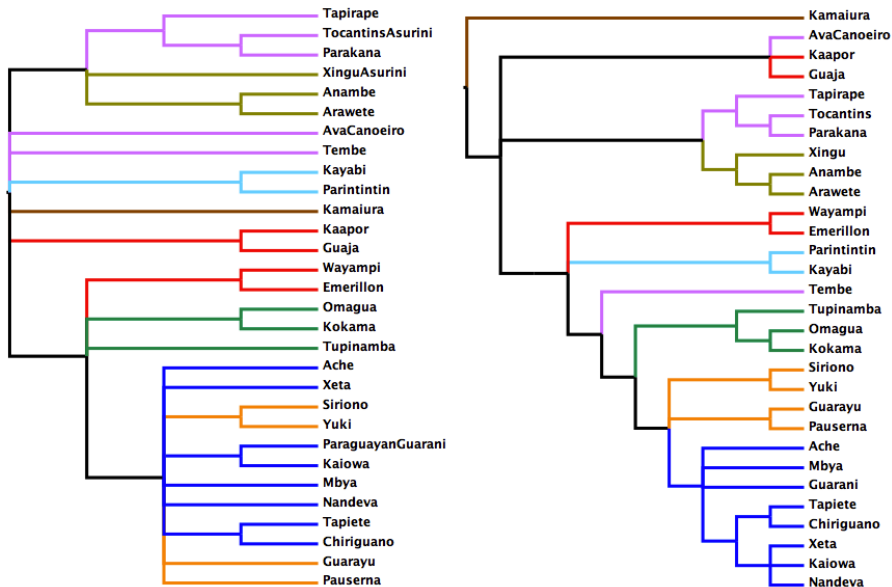 Tapirape
TocantinsAsurini
Parakana
XinguAsurini
Anambe
Arawete
AvaCanoeiro
Tembe
Kayabi
Parintintin
Kamaiura
Kaapor
Guaja
Wayampi
Emerillon
Omagua
Kokama
Tupinamba
Ache
Xeta
Siriono
Yuki
ParaguayanGuarani
Kaiowa
Mbya
Nandeva
Tapiete
Chiriguano
Guarayu
Pauserna
Kamaiura
AvaCanoeiro
Kaapor
Guaja
Tapirape
Tocantins
Parakana
Xingu
Anambe
Arawete
Wayampi
Emerillon
Parintintin
Kayabi
Tembe
Tupinamba
Omagua
Kokama
Siriono
Yuki
Guarayu
Pauserna
Ache
Mbya
Guarani
Tapiete
Chiriguano
Xeta
Kaiowa
Nandeva